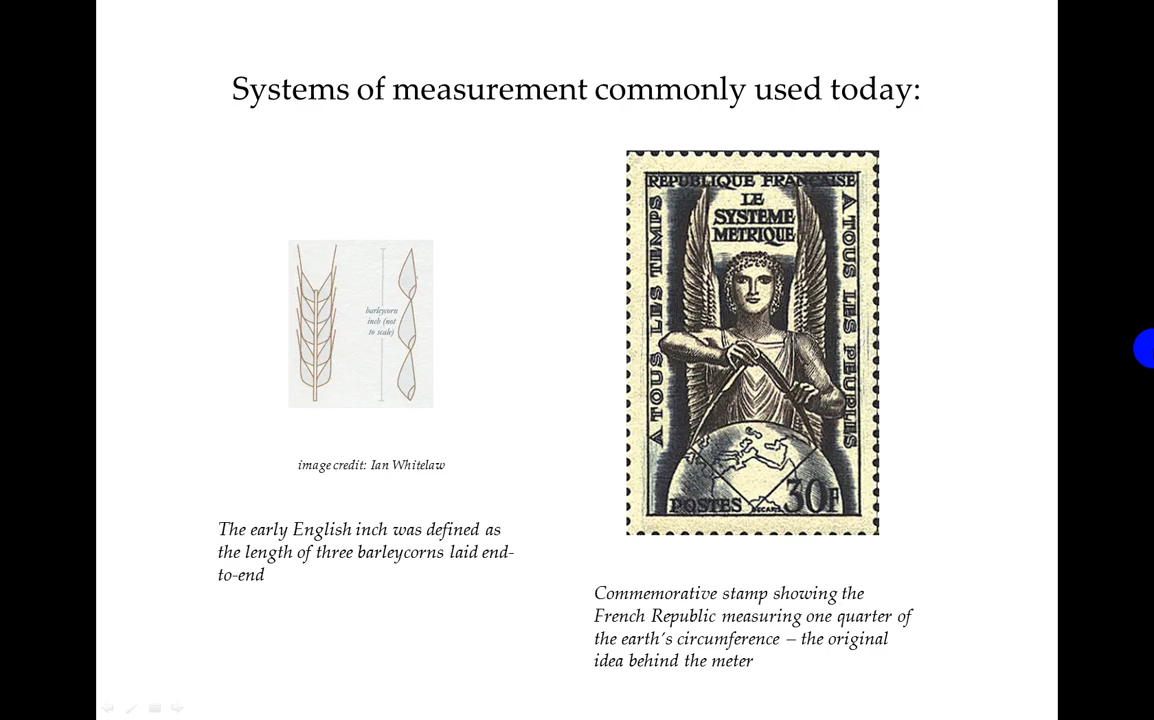 Systems of measurement commonly used today:
barleycorn
inch (not
to scale)
image credit: Ian Whitelaw
The early English inch was defined as
the length of three barleycorns laid end-
to-end
REPUBLIQUE FRANÇAISE
LE
SYSTEME
METRIQUE
A TOUS LES TEMPS
A TOUS LES PEUPLES
POSTES
30F
Commemorative stamp showing the
French Republic measuring one quarter of
the earth's circumference – the original
idea behind the meter